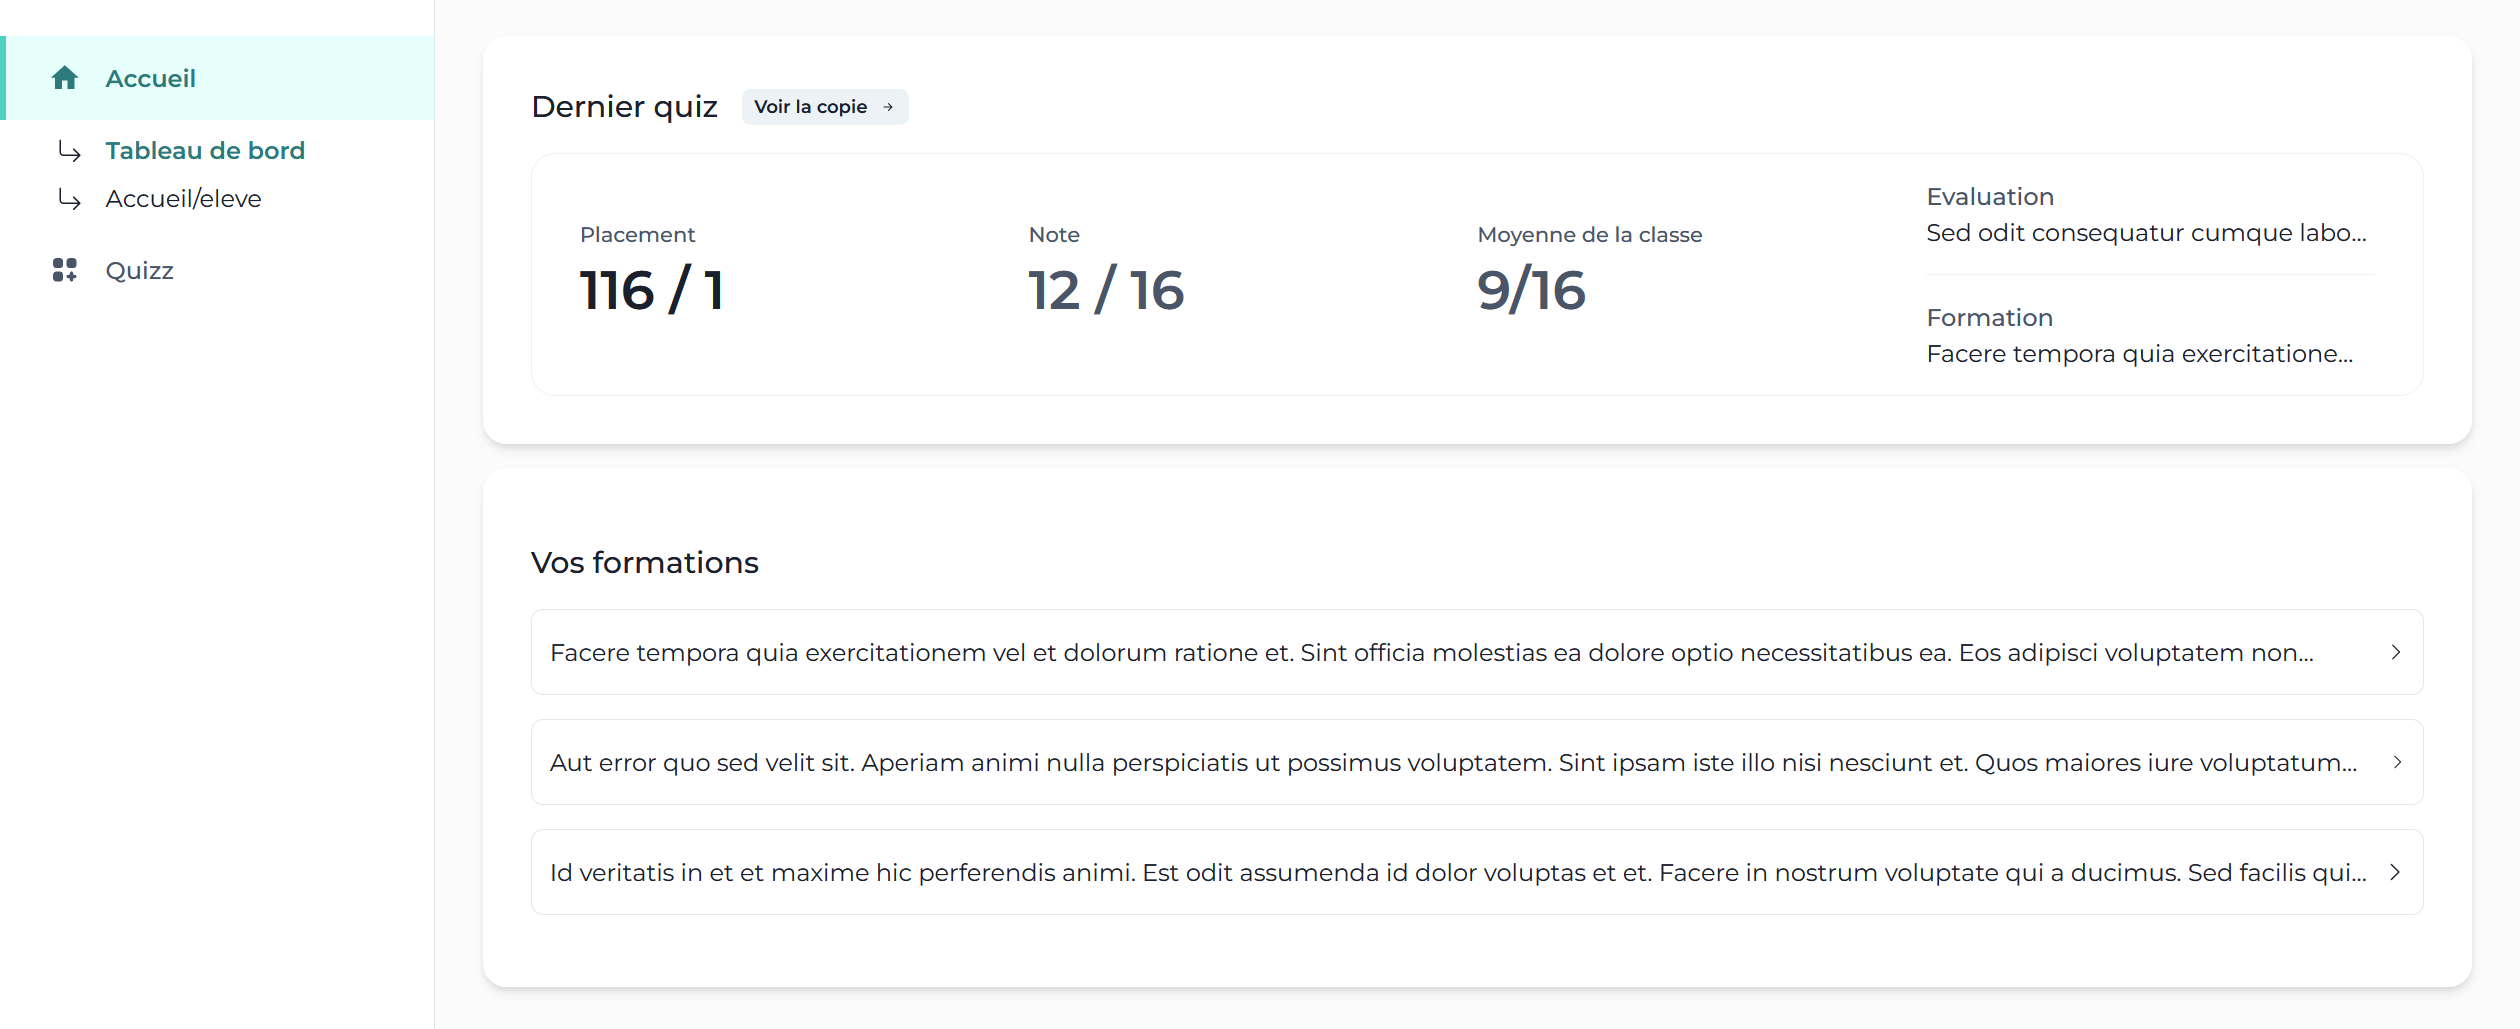 Accueil
Tableau de bord
Accueil/eleve
Quizz
Dernier quiz
Voir la copie
Placement
116 / 1
Note
12 / 16
Moyenne de la classe
9/16
Evaluation
Sed odit consequatur cumque labo...
Formation
Facere tempora quia exercitatione...
Vos formations
Facere tempora quia exercitationem vel et dolorum ratione et. Sint officia molestias ea dolore optio necessitatibus ea. Eos adipisci voluptatem non...
Aut error quo sed velit sit. Aperiam animi nulla perspiciatis ut possimus voluptatem. Sint ipsam iste illo nisi nesciunt et. Quos maiores iure voluptatum...
Id veritatis in et et maxime hic perferendis animi. Est odit assumenda id dolor voluptas et et. Facere in nostrum voluptate qui a ducimus. Sed facilis qui...